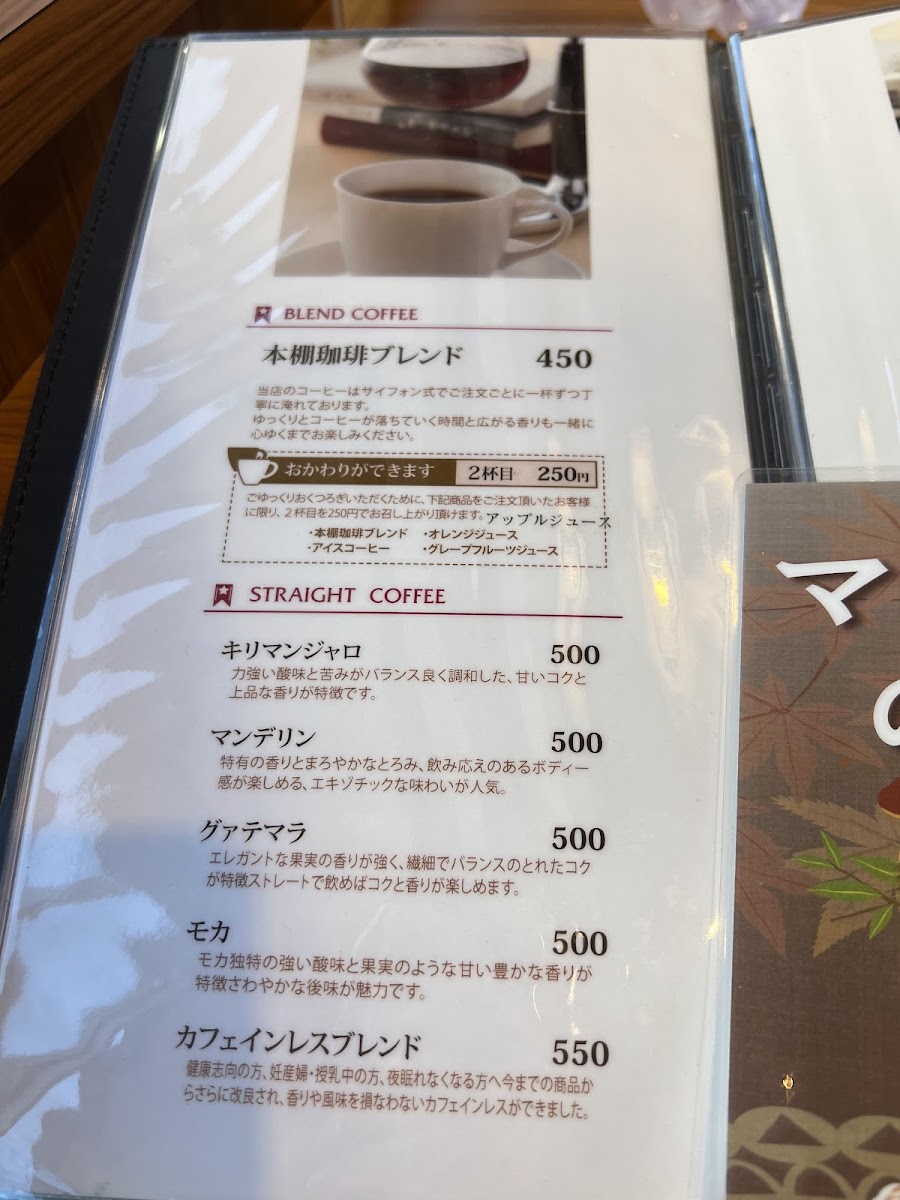 BLEND COFFEE
本棚珈琲ブレンド 450
当店のコーヒーはサイフォン式でご注文ごとに一杯ずつ丁
寧に淹れております。
ゆっくりとコーヒーが落ちていく時間と広がる香りも一緒に
心ゆくまでお楽しみください。
おかわりができます 2杯目 250円
ごゆっくりおくつろぎいただくために、下記商品をご注文頂いたお客様
に限り、2杯目を250円でお召し上がり頂けます。アップルジュース
・本棚珈琲ブレンド ・オレンジジュース
・アイスコーヒー ・グレープフルーツジュース
STRAIGHT COFFEE
キリマンジャロ 500
力強い酸味と苦みがバランス良く調和した、甘いコクと
上品な香りが特徴です。
マンデリン 500
特有の香りとまろやかなとろみ、飲み応えのあるボディー
感が楽しめる、エキゾチックな味わいが人気。
グァテマラ 500
エレガントな果実の香りが強く、繊細でバランスのとれたコク
が特徴ストレートで飲めばコクと香りが楽しめます。
モカ 500
モカ独特の強い酸味と果実のような甘い豊かな香りが
特徴さわやかな後味が魅力です。
カフェインレスブレンド 550
健康志向の方、妊産婦・授乳中の方、夜眠れなくなる方へ今までの商品か
らさらに改良され、香りや風味を損なわないカフェインレスができました。
マ
の